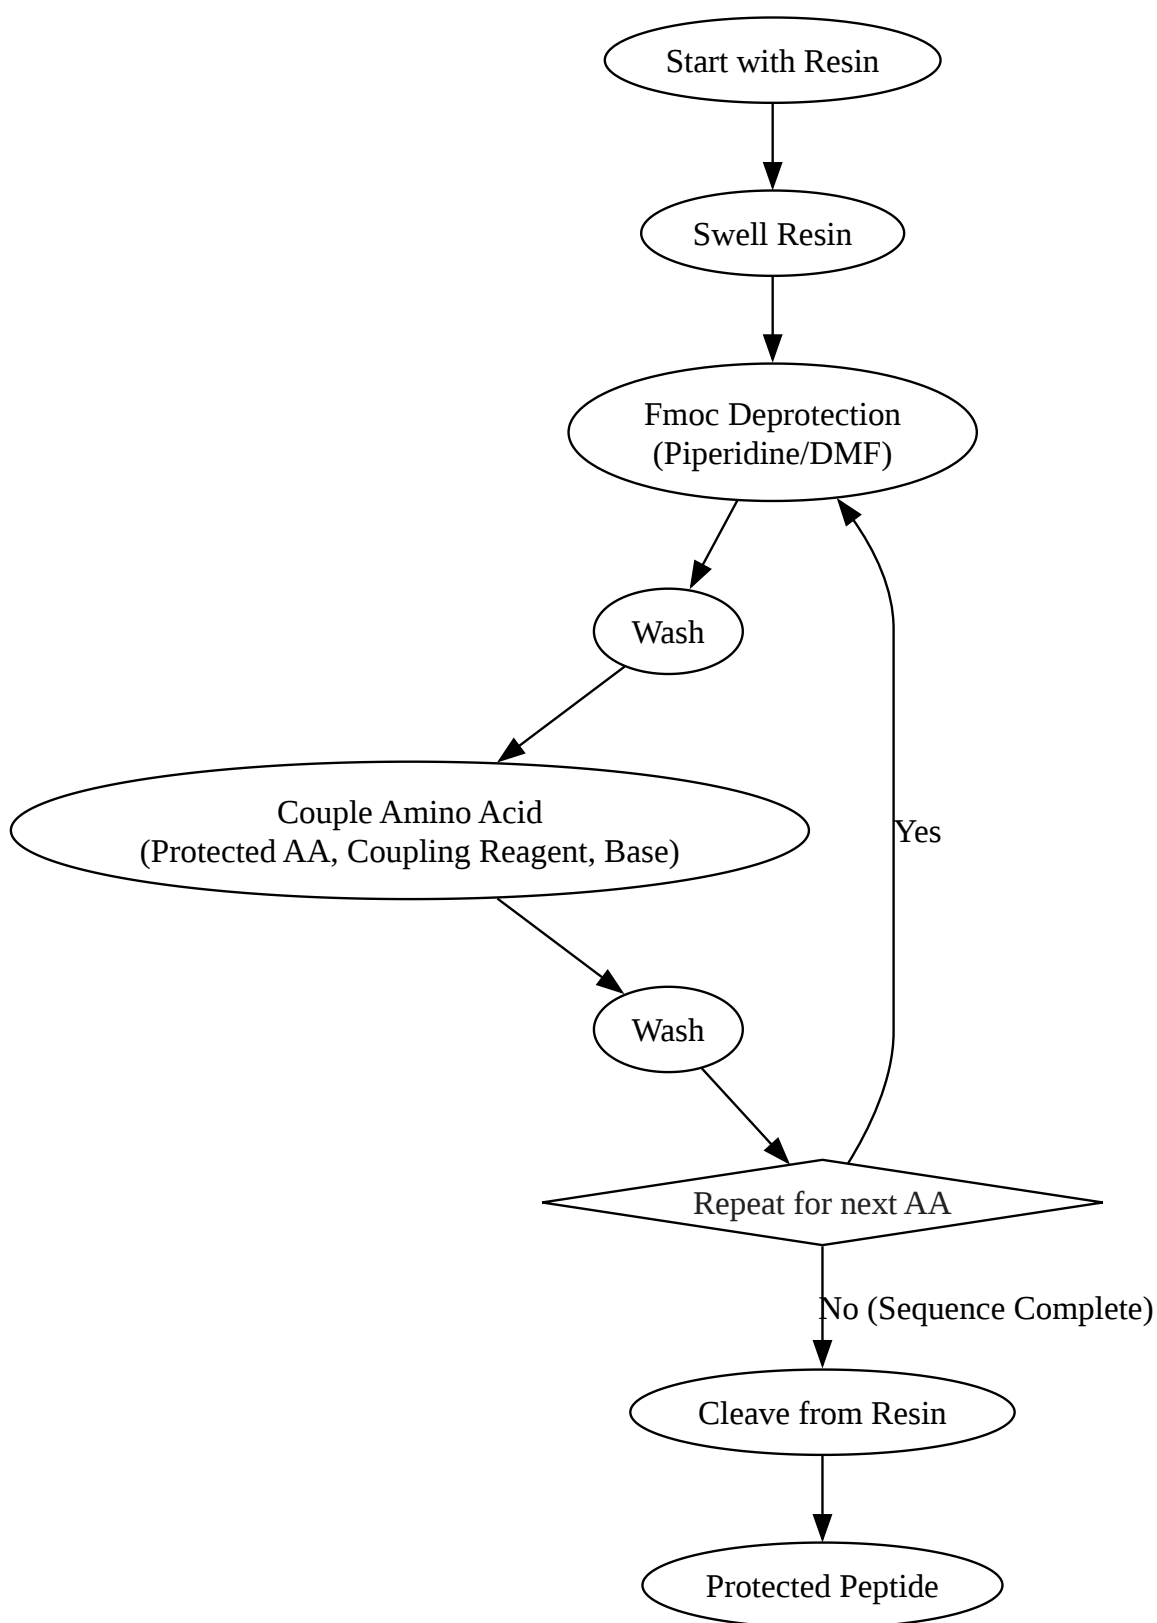 Start with Resin
Swell Resin
Fmoc Deprotection
(Piperidine/DMF)
Wash
Couple Amino Acid
(Protected AA, Coupling Reagent, Base)
Yes
Wash
Repeat for next AA
No (Sequence Complete)
Cleave from Resin
Protected Peptide